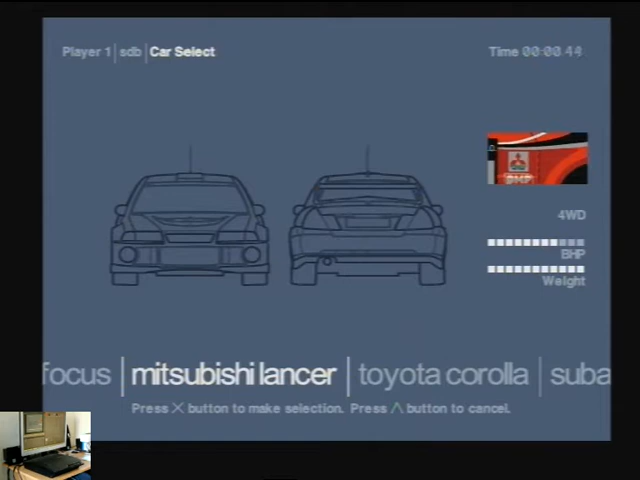 Player 1 sdb Car Select
Time 00:00.44
4WD
BHP
Weight
focus mitsubishi lancer toyota corolla suba
Press X button to make selection. Press Λ button to cancel.